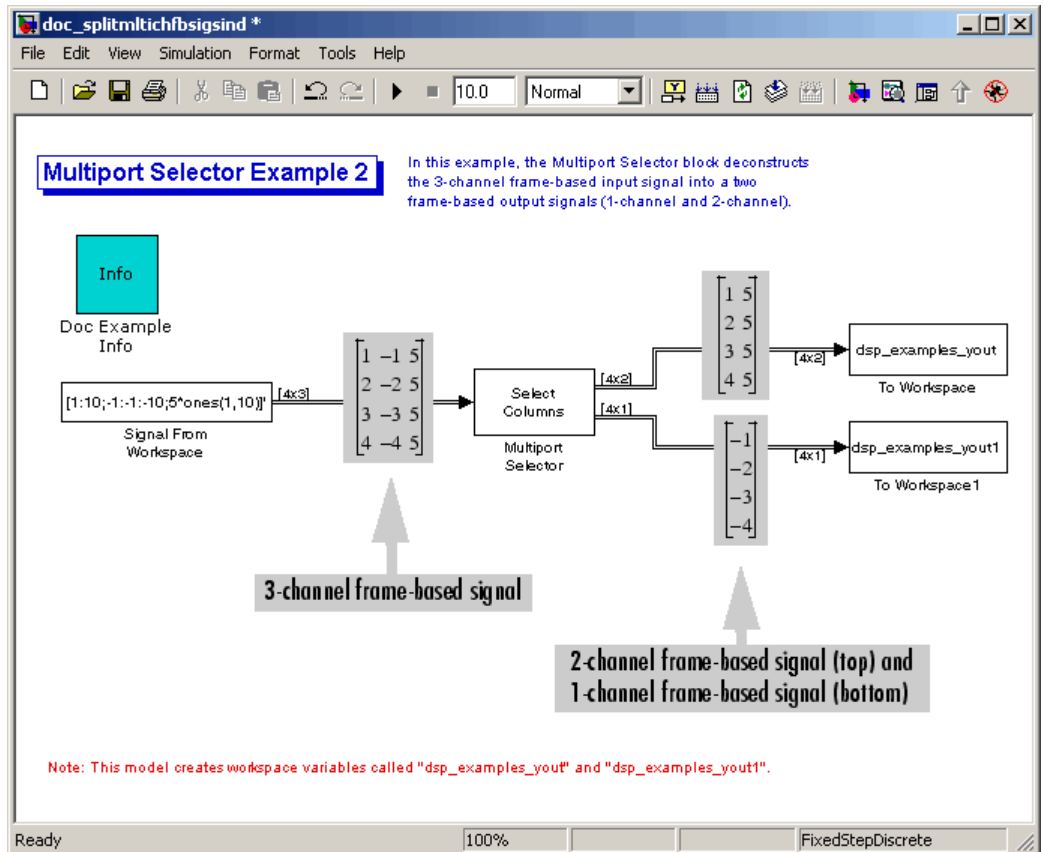 doc_splitmltichfbsigsind *
File Edit View Simulation Format Tools Help
10.0 Normal
Multiport Selector Example 2
In this example, the Multiport Selector block deconstructs
the 3-channel frame-based input signal into a two
frame-based output signals (1-channel and 2-channel).
Info
Doc Example
Info
[1:10;-1:-1:-10;5*ones(1,10)]'
Signal From
Workspace
[4x3]
1 −1 5
2 −2 5
3 −3 5
4 −4 5
Select
Columns
Multiport
Selector
[4x2]
[4x1]
1 5
2 5
3 5
4 5
[4x2]
dsp_examples_yout
To Workspace
−1
−2
−3
−4
[4x1]
dsp_examples_yout1
To Workspace1
3-channel frame-based signal
2-channel frame-based signal (top) and
1-channel frame-based signal (bottom)
Note: This model creates workspace variables called "dsp_examples_yout" and "dsp_examples_yout1".
Ready 100% FixedStepDiscrete